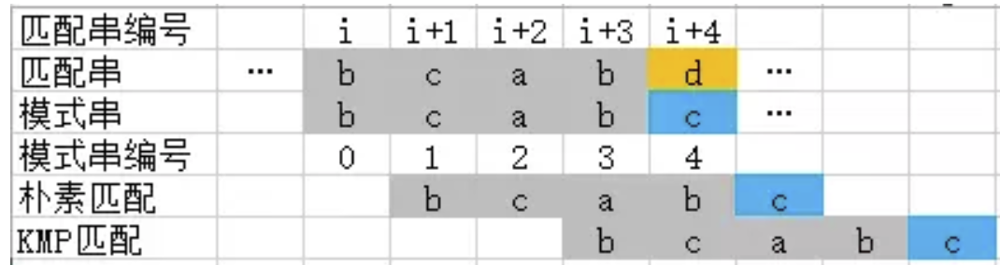 匹配串编号 i i+1 i+2 i+3 i+4
匹配串 … b c a b d …
模式串 b c a b c …
模式串编号 0 1 2 3 4
朴素匹配 b c a b c
KMP匹配 b c a b c